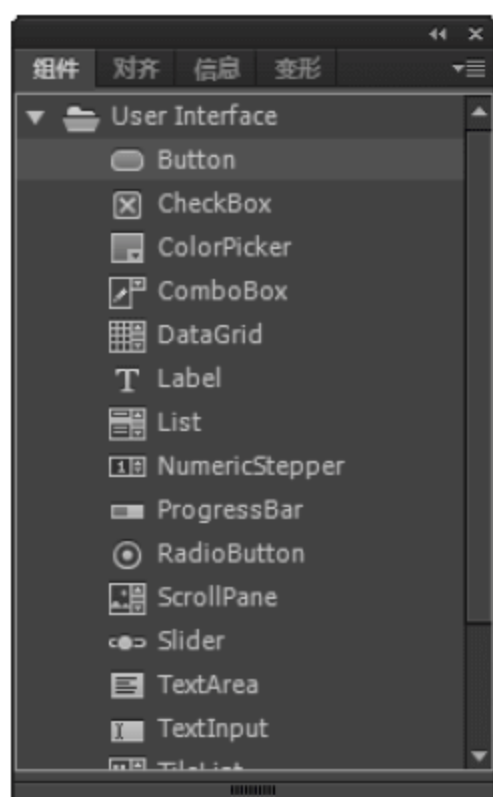 组件 对齐 信息 变形
User Interface
Button
CheckBox
ColorPicker
ComboBox
DataGrid
Label
List
NumericStepper
ProgressBar
RadioButton
ScrollPane
Slider
TextArea
TextInput